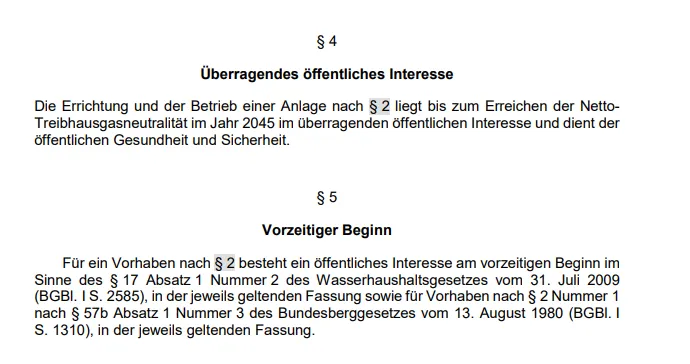 § 4
Überragendes öffentliches Interesse
Die Errichtung und der Betrieb einer Anlage nach § 2 liegt bis zum Erreichen der Netto-
Treibhausgasneutralität im Jahr 2045 im überragenden öffentlichen Interesse und dient der
öffentlichen Gesundheit und Sicherheit.
§ 5
Vorzeitiger Beginn
Für ein Vorhaben nach § 2 besteht ein öffentliches Interesse am vorzeitigen Beginn im
Sinne des § 17 Absatz 1 Nummer 2 des Wasserhaushaltsgesetzes vom 31. Juli 2009
(BGBl. I S. 2585), in der jeweils geltenden Fassung sowie für Vorhaben nach § 2 Nummer 1
nach § 57b Absatz 1 Nummer 3 des Bundesberggesetzes vom 13. August 1980 (BGBl. I
S. 1310), in der jeweils geltenden Fassung.